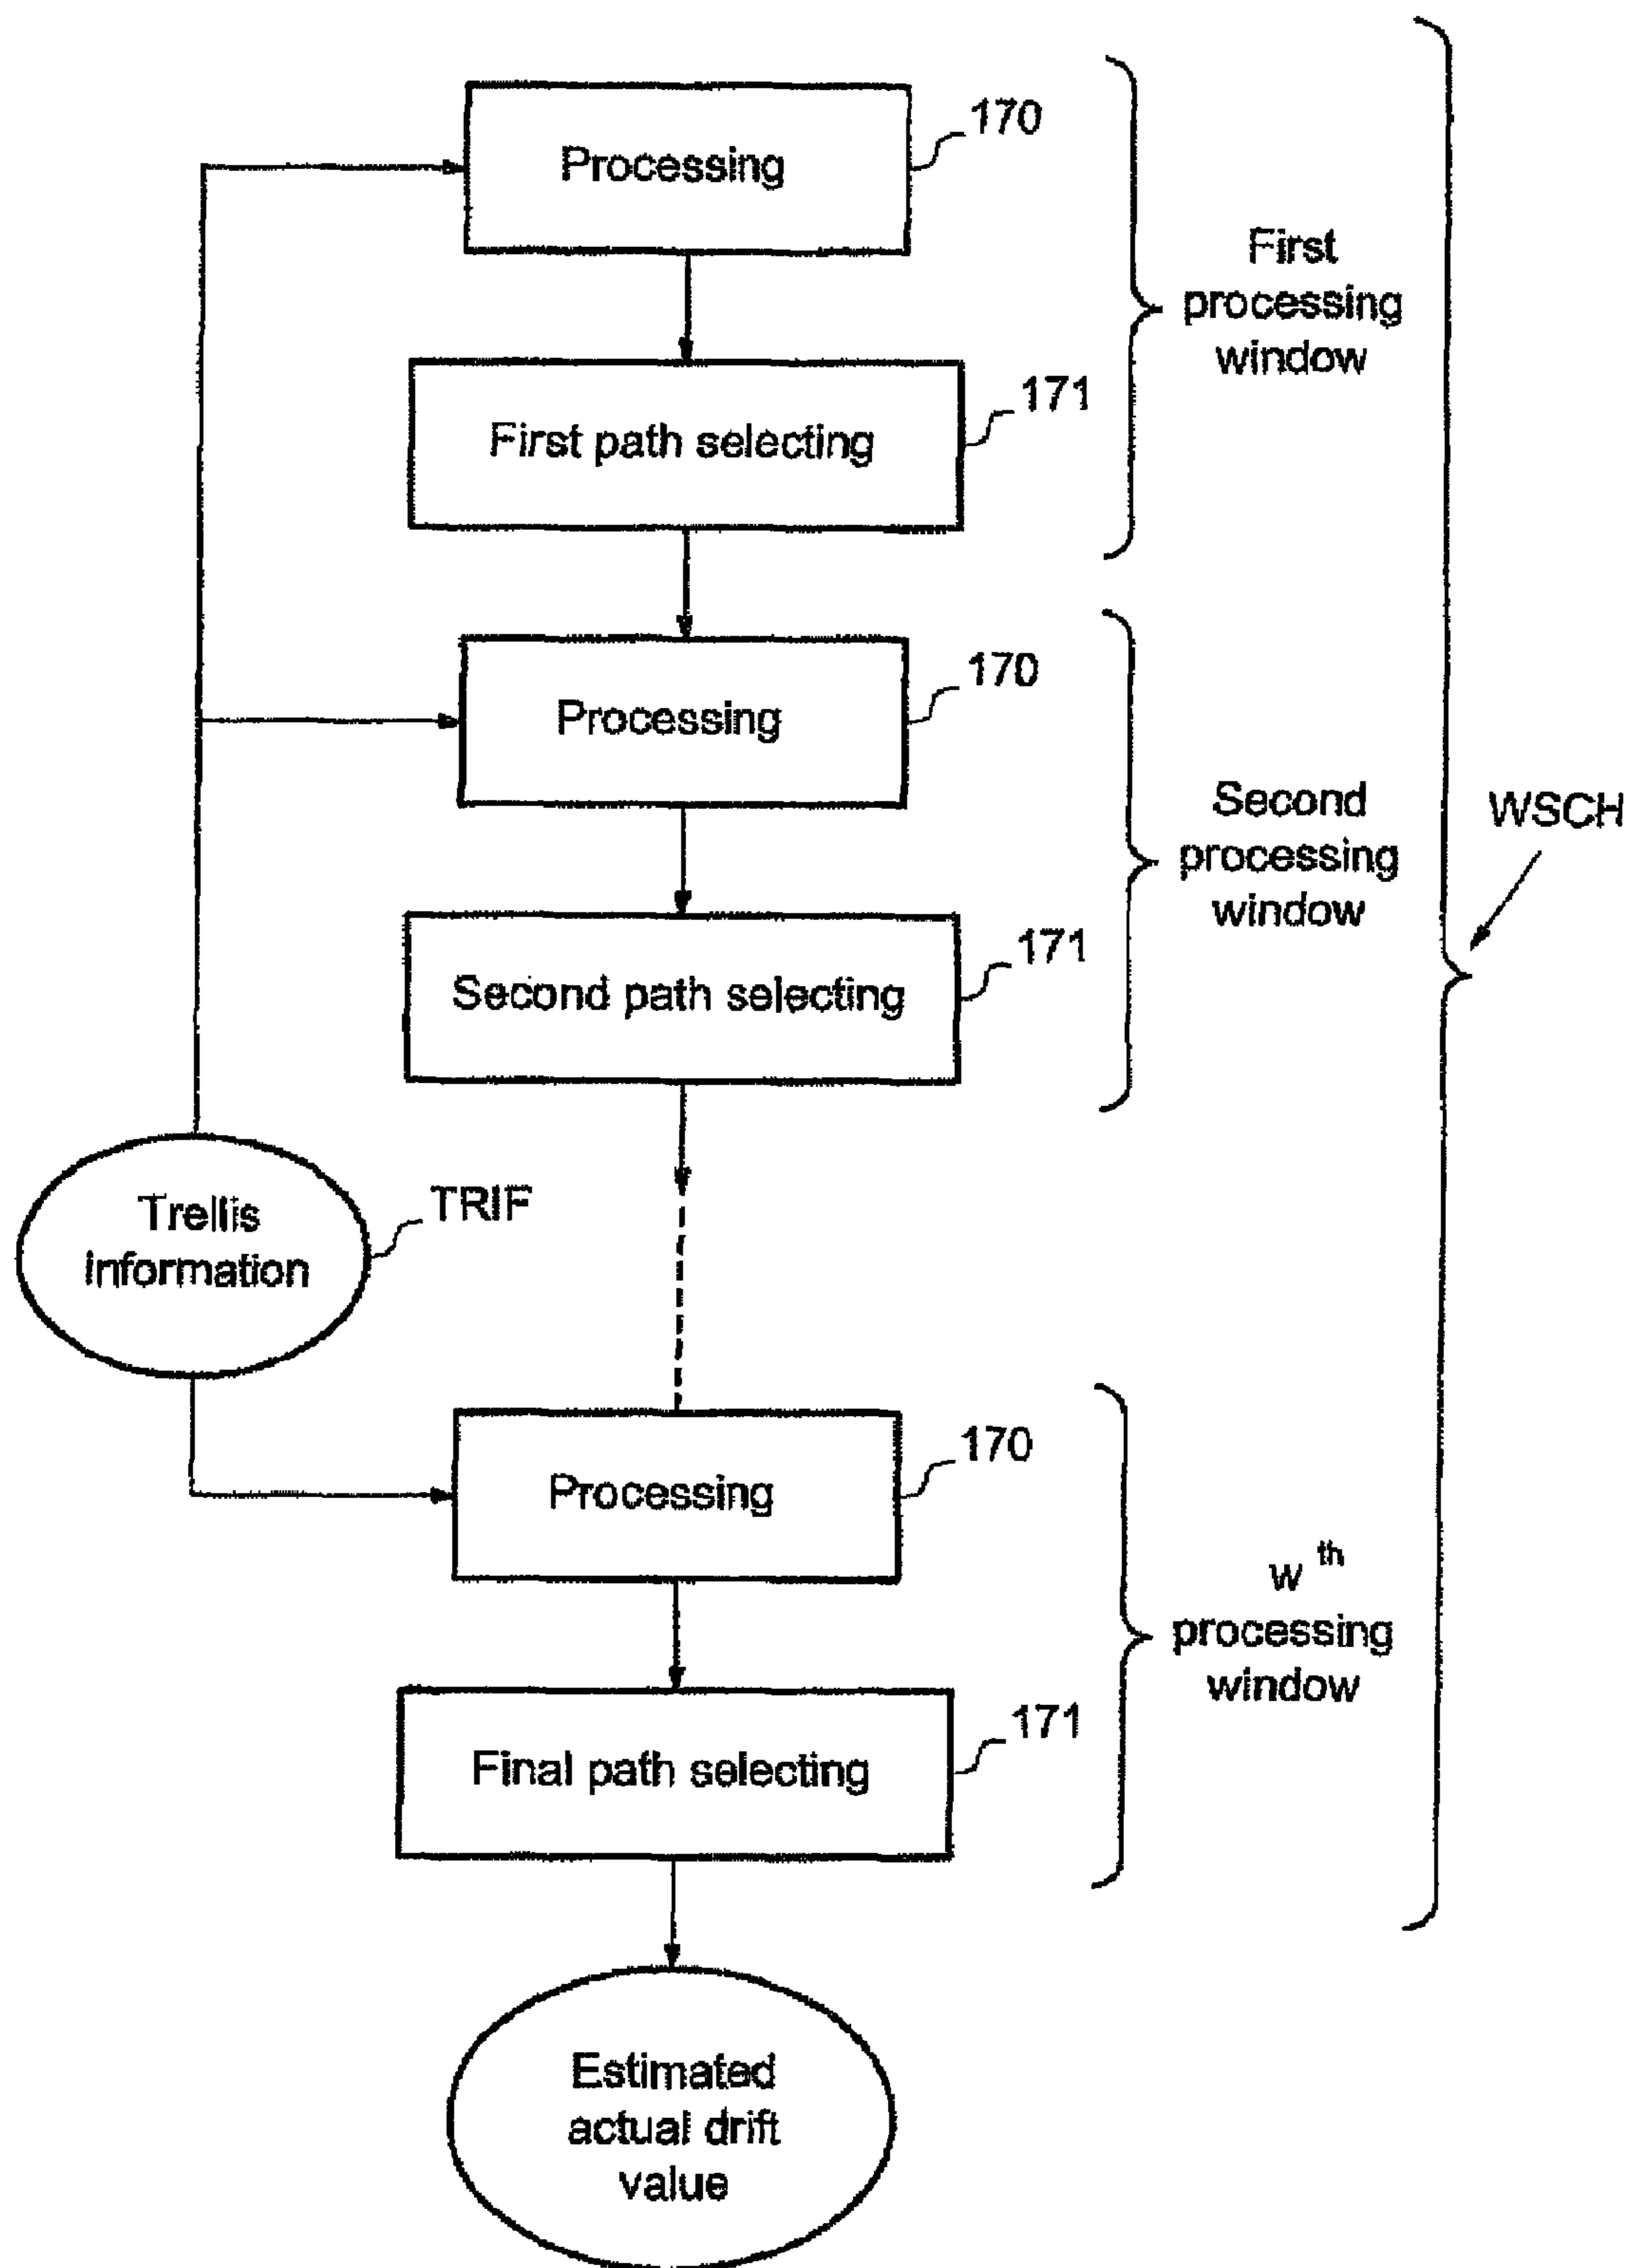 Processing
170
First path selecting
171
First
processing
window
Processing
170
Second path selecting
171
Second
processing
window
WSCH
Trellis
information
TRIF
Processing
170
Final path selecting
171
w th
processing
window
Estimated
actual drift
value